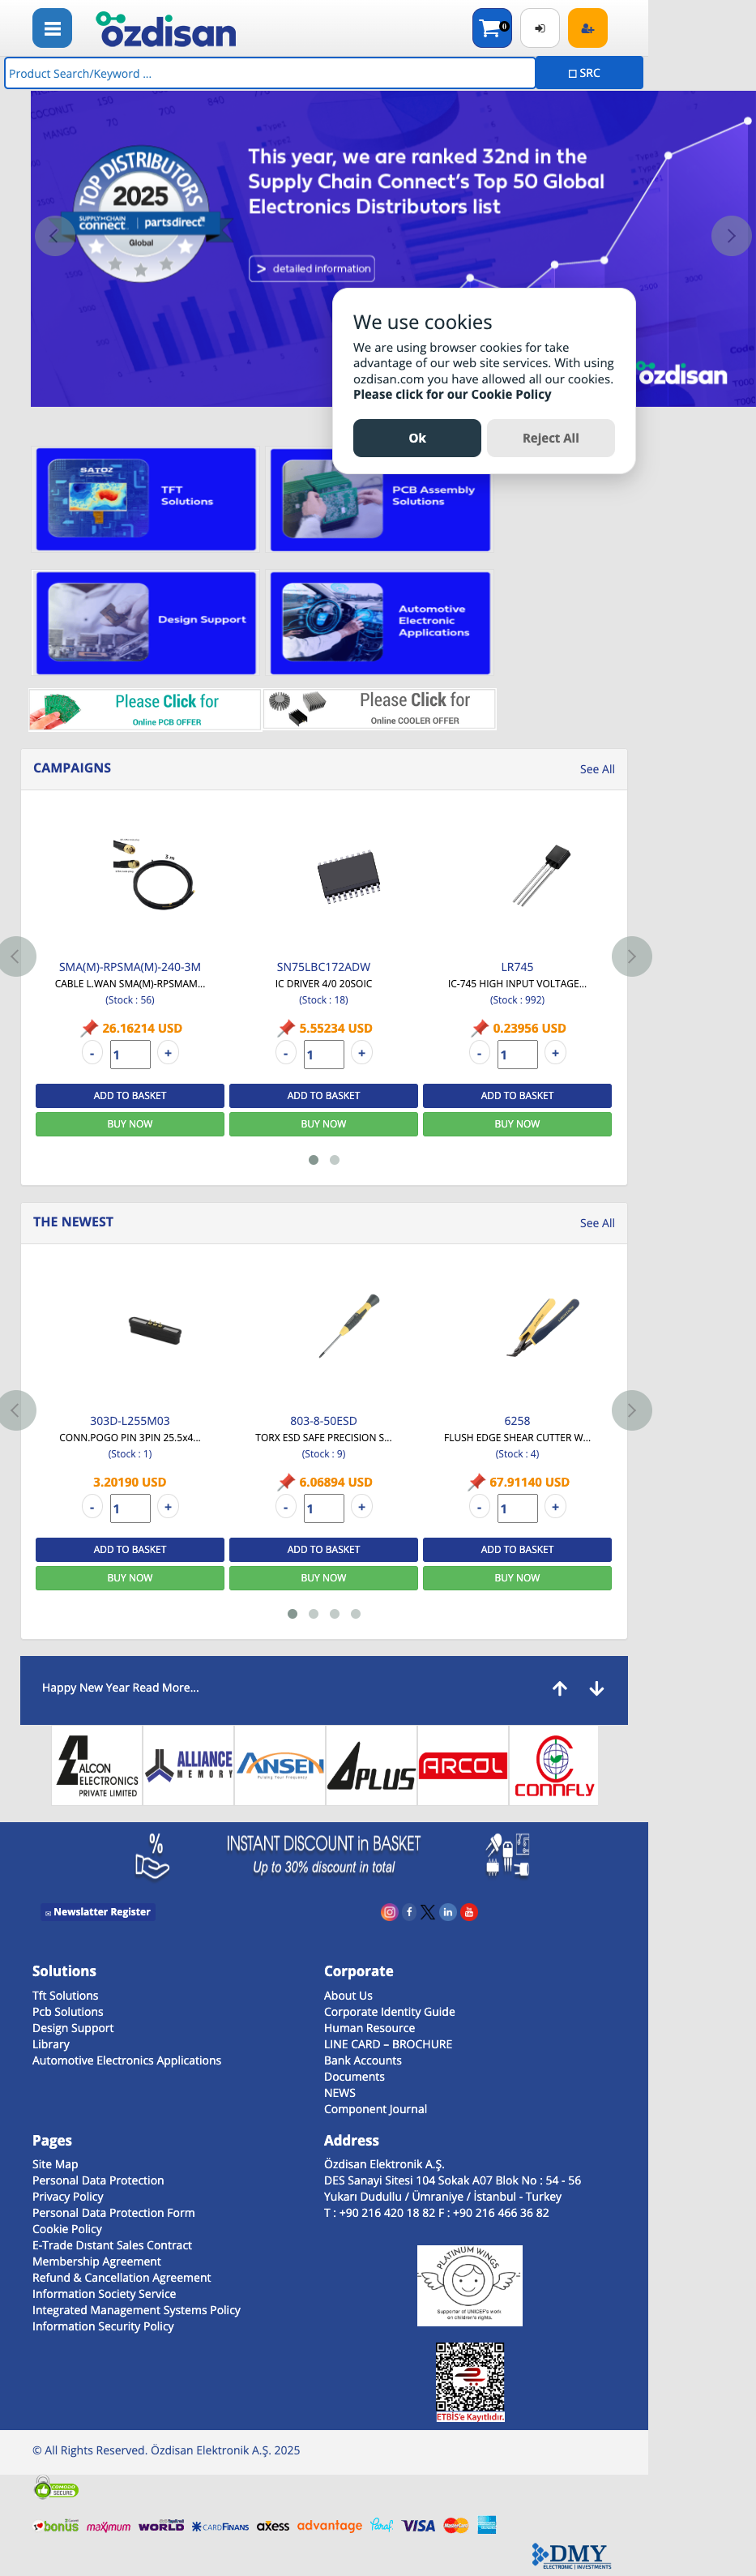 özdisan
0
Product Search/Keyword ...
SRC
TOP DISTRIBUTORS
2025
SUPPLYCHAIN connect | partsdirect
Global
This year, we are ranked 32nd in the
Supply Chain Connect's Top 50 Global
Electronics Distributors list
> detailed information
özdisan
We use cookies
We are using browser cookies for take
advantage of our web site services. With using
ozdisan.com you have allowed all our cookies.
Please click for our Cookie Policy
Ok
Reject All
SATOZ
TFT
Solutions
PCB Assembly
Solutions
Design Support
Automotive
Electronic
Applications
Please Click for
Online PCB OFFER
Please Click for
Online COOLER OFFER
CAMPAIGNS
See All
3 m
SMA(M)-RPSMA(M)-240-3M
CABLE L.WAN SMA(M)-RPSMAM...
(Stock : 56)
26.16214 USD
- 1 +
ADD TO BASKET
BUY NOW
SN75LBC172ADW
IC DRIVER 4/0 20SOIC
(Stock : 18)
5.55234 USD
- 1 +
ADD TO BASKET
BUY NOW
LR745
IC-745 HIGH INPUT VOLTAGE...
(Stock : 992)
0.23956 USD
- 1 +
ADD TO BASKET
BUY NOW
THE NEWEST
See All
303D-L255M03
CONN.POGO PIN 3PIN 25.5x4...
(Stock : 1)
3.20190 USD
- 1 +
ADD TO BASKET
BUY NOW
803-8-50ESD
TORX ESD SAFE PRECISION S...
(Stock : 9)
6.06894 USD
- 1 +
ADD TO BASKET
BUY NOW
6258
FLUSH EDGE SHEAR CUTTER W...
(Stock : 4)
67.91140 USD
- 1 +
ADD TO BASKET
BUY NOW
Happy New Year Read More...
ALCON
ELECTRONICS
PRIVATE LIMITED
ALLIANCE
MEMORY
ANSEN
Putting Your Frequencies
APLUS
ARCOL
CONNFLY
INSTANT DISCOUNT in BASKET
Up to 30% discount in total
Newslatter Register
Solutions
Tft Solutions
Pcb Solutions
Design Support
Library
Automotive Electronics Applications
Corporate
About Us
Corporate Identity Guide
Human Resource
LINE CARD – BROCHURE
Bank Accounts
Documents
NEWS
Component Journal
Pages
Site Map
Personal Data Protection
Privacy Policy
Personal Data Protection Form
Cookie Policy
E-Trade Distant Sales Contract
Membership Agreement
Refund & Cancellation Agreement
Information Society Service
Integrated Management Systems Policy
Information Security Policy
Address
Özdisan Elektronik A.Ş.
DES Sanayi Sitesi 104 Sokak A07 Blok No : 54 - 56
Yukarı Dudullu / Ümraniye / İstanbul - Turkey
T : +90 216 420 18 82 F : +90 216 466 36 82
PLATINUM WINGS
Supporter of UNICEF's work
on children's rights.
ETBİS'e Kayıtlıdır.
© All Rights Reserved. Özdisan Elektronik A.Ş. 2025
COMODO
SECURE
bonus
maximum
WORLD
CARDFINANS
axess
advantage
Paraf
VISA
MasterCard
DMY
ELECTRONIC | INVESTMENTS